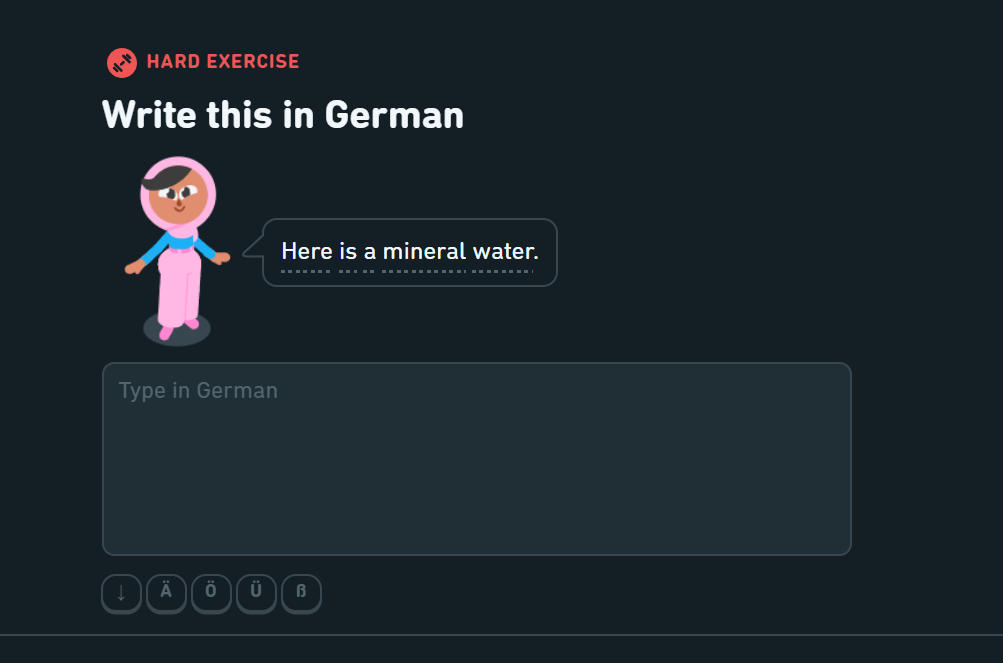 HARD EXERCISE
Write this in German
Here is a mineral water.
Type in German
↓ Ä Ö Ü ß